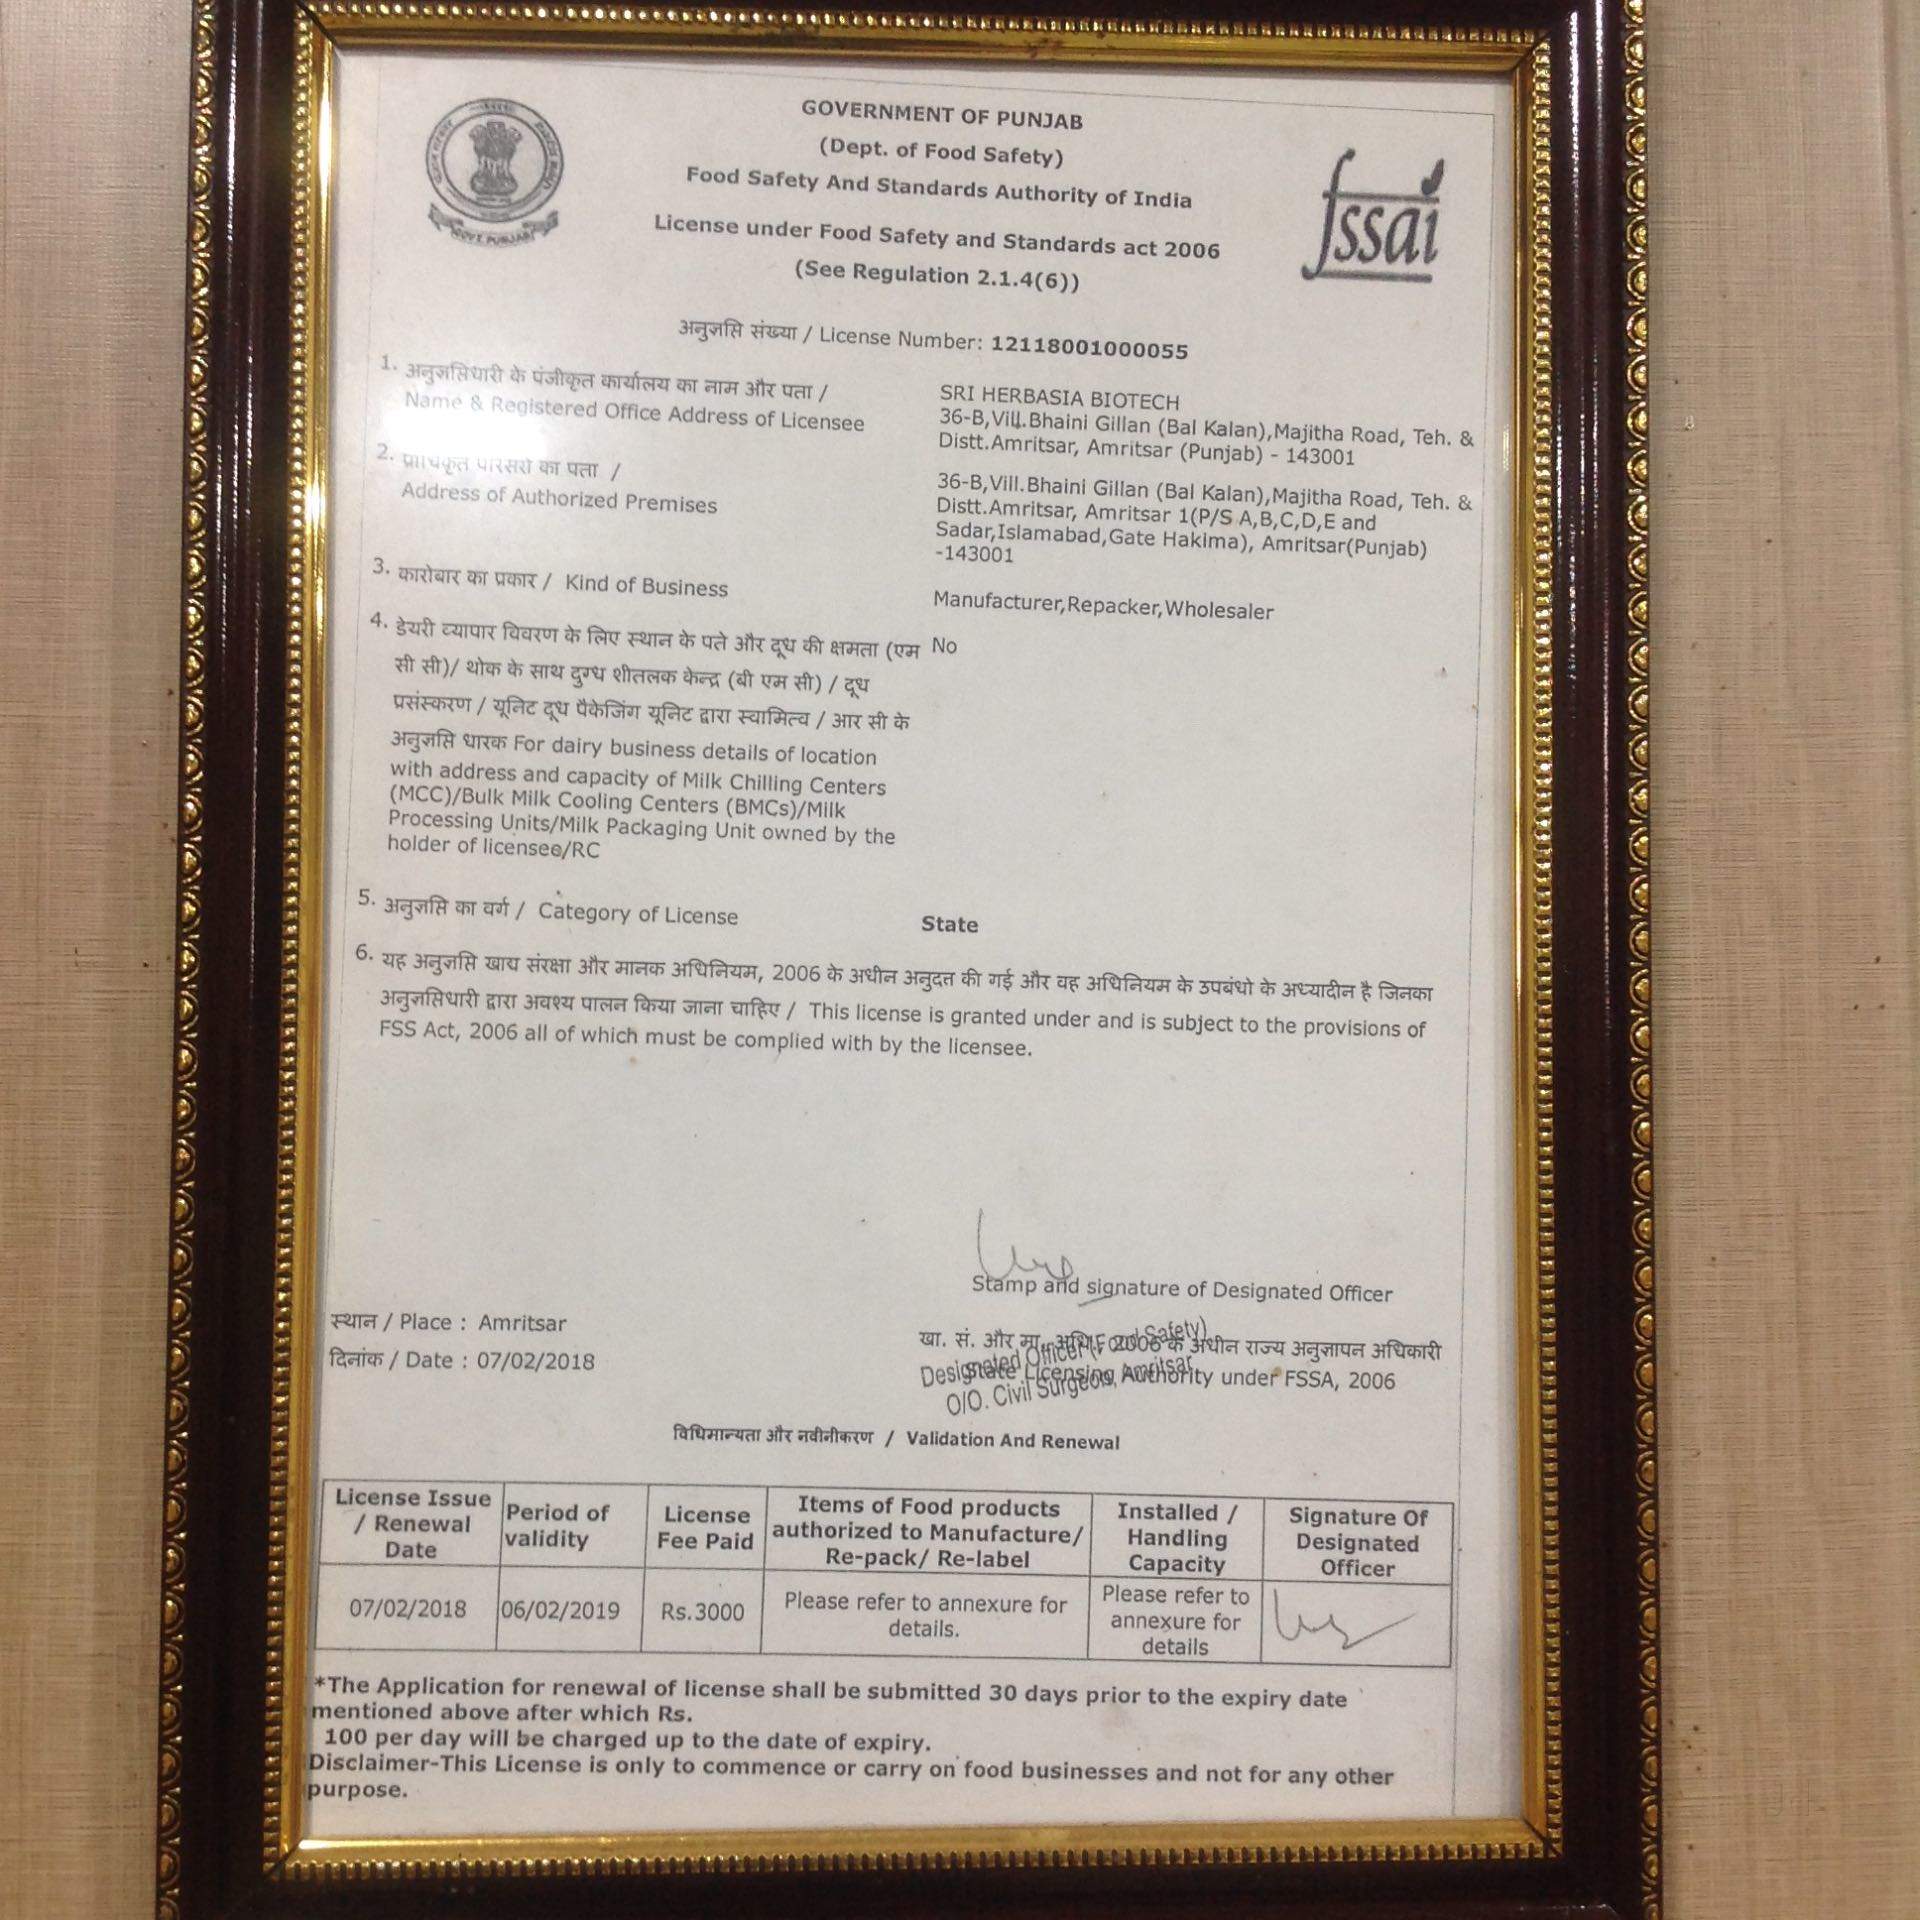 GOVERNMENT OF PUNJAB
(Dept. of Food Safety)
Food Safety And Standards Authority of India
License under Food Safety and Standards act 2006
(See Regulation 2.1.4(6))
GOVT. PUNJAB
fssai
अनुज्ञप्ति संख्या / License Number: 12118001000055
1. अनुज्ञप्तिधारी के पंजीकृत कार्यालय का नाम और पता /
Name & Registered Office Address of Licensee
SRI HERBASIA BIOTECH
36-B,Vill.Bhaini Gillan (Bal Kalan),Majitha Road, Teh. &
Distt.Amritsar, Amritsar (Punjab) - 143001
2. प्राधिकृत परिसरों का पता /
Address of Authorized Premises
36-B,Vill.Bhaini Gillan (Bal Kalan),Majitha Road, Teh. &
Distt.Amritsar, Amritsar 1(P/S A,B,C,D,E and
Sadar,Islamabad,Gate Hakima), Amritsar(Punjab)
-143001
3. कारोबार का प्रकार / Kind of Business
Manufacturer,Repacker,Wholesaler
4. डेयरी व्यापार विवरण के लिए स्थान के पते और दूध की क्षमता (एम
No
सी सी)/ थोक के साथ दुग्ध शीतलक केन्द्र (बी एम सी) / दूध
प्रसंस्करण / यूनिट दूध पैकेजिंग यूनिट द्वारा स्वामित्व / आर सी के
अनुज्ञप्ति धारक For dairy business details of location
with address and capacity of Milk Chilling Centers
(MCC)/Bulk Milk Cooling Centers (BMCs)/Milk
Processing Units/Milk Packaging Unit owned by the
holder of licensee/RC
5. अनुज्ञप्ति का वर्ग / Category of License
State
6. यह अनुज्ञप्ति खाद्य संरक्षा और मानक अधिनियम, 2006 के अधीन अनुदत्त की गई और वह अधिनियम के उपबंधो के अध्यादीन है जिनका
अनुज्ञप्तिधारी द्वारा अवश्य पालन किया जाना चाहिए / This license is granted under and is subject to the provisions of
FSS Act, 2006 all of which must be complied with by the licensee.
Stamp and signature of Designated Officer
स्थान / Place : Amritsar
दिनांक / Date : 07/02/2018
खा. सं. और मा. अधि. 2006 के अधीन राज्य अनुज्ञापन अधिकारी
State Licensing Authority under FSSA, 2006
Designated Officer (Food Safety)
O/O. Civil Surgeon, Amritsar
विधिमान्यता और नवीनीकरण / Validation And Renewal
License Issue
/ Renewal
Date
Period of
validity
License
Fee Paid
Items of Food products
authorized to Manufacture/
Re-pack/ Re-label
Installed /
Handling
Capacity
Signature Of
Designated
Officer
07/02/2018
06/02/2019
Rs.3000
Please refer to annexure for
details.
Please refer to
annexure for
details
*The Application for renewal of license shall be submitted 30 days prior to the expiry date
mentioned above after which Rs.
100 per day will be charged up to the date of expiry.
Disclaimer-This License is only to commence or carry on food businesses and not for any other
purpose.
Jd